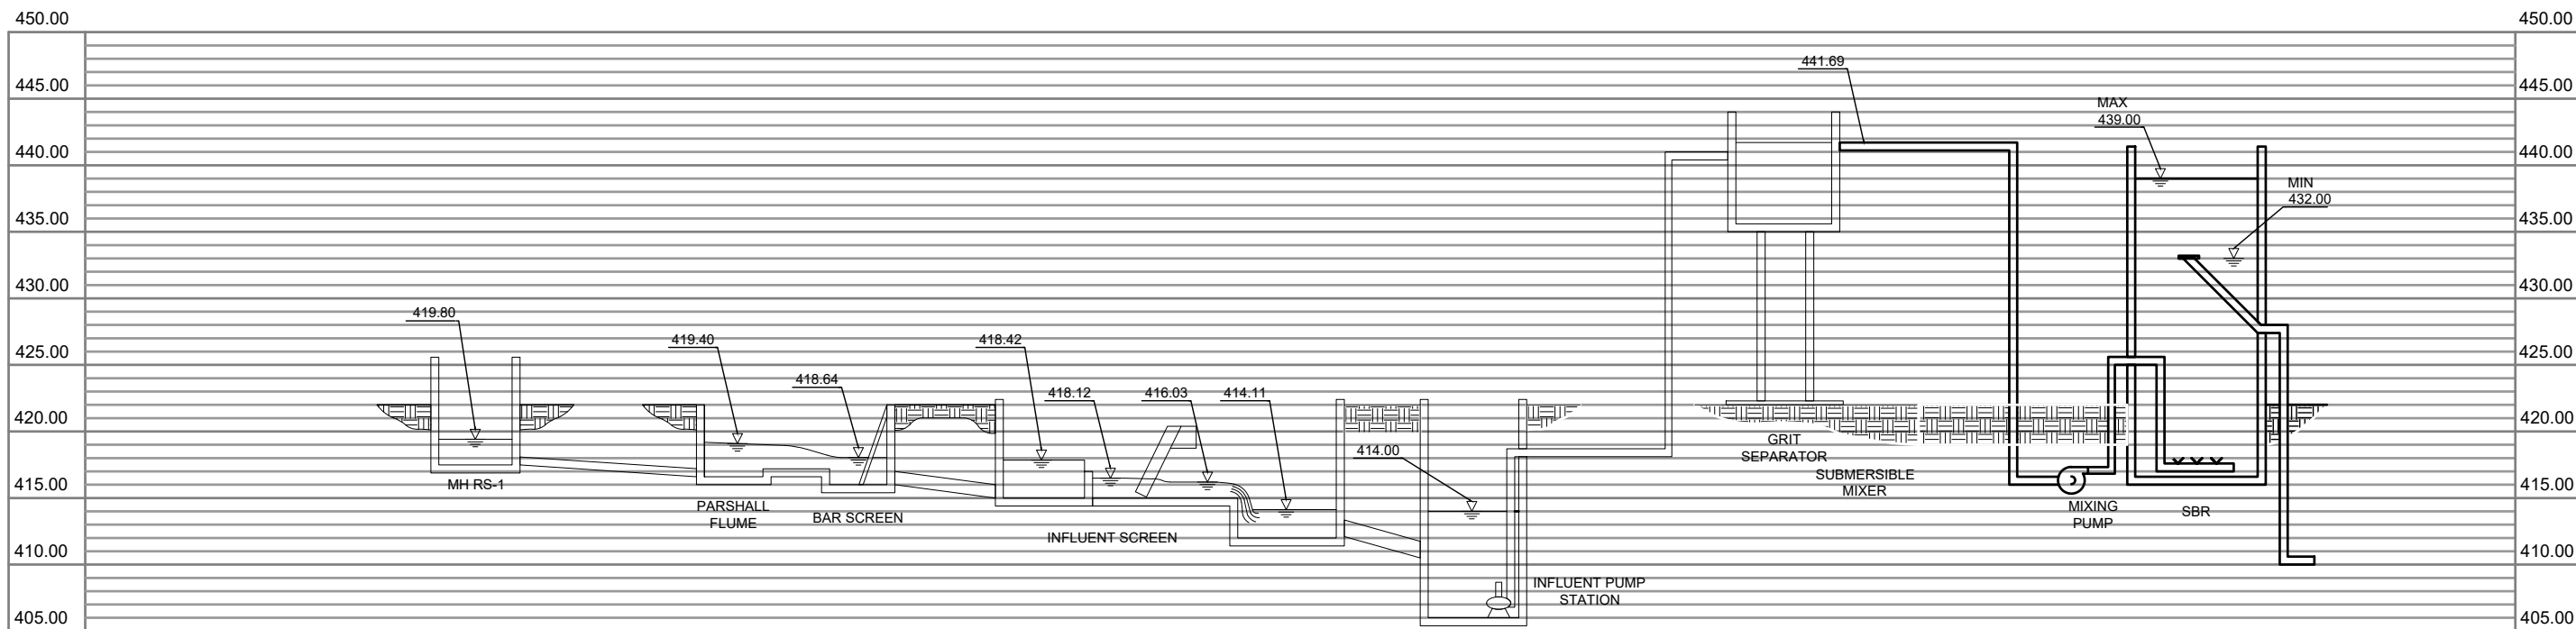 450.00
450.00
441.69
445.00
445.00
MAX
439.00
440.00
440.00
MIN
432.00
435.00
435.00
430.00
430.00
419.80
419.40
418.42
425.00
425.00
418.64
418.12
416.03
414.11
420.00
420.00
414.00
GRIT
SEPARATOR
SUBMERSIBLE
MIXER
415.00
415.00
MH RS-1
PARSHALL
FLUME
BAR SCREEN
MIXING
PUMP
SBR
INFLUENT SCREEN
410.00
410.00
INFLUENT PUMP
STATION
405.00
405.00